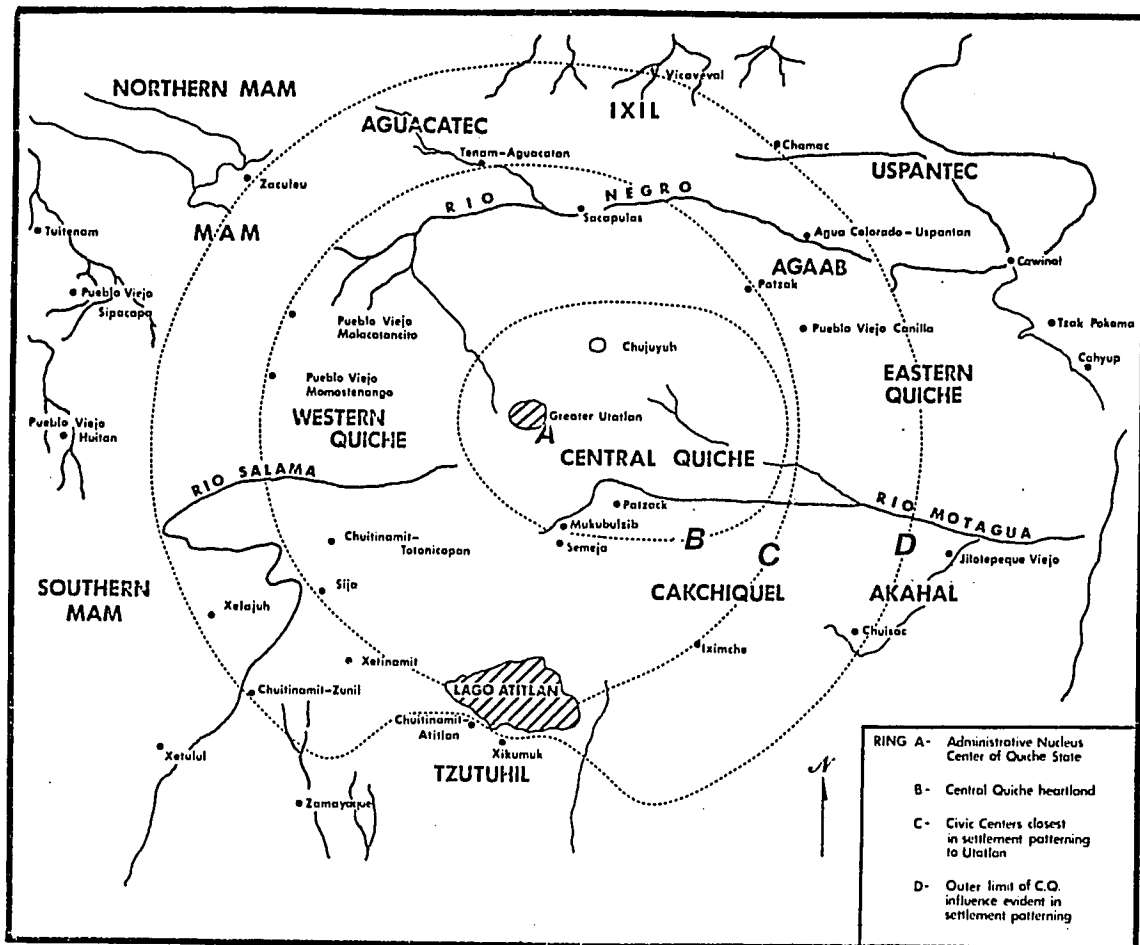 NORTHERN MAM
Vicaveval
IXIL
AGUACATEC
Chamac
Tenam-Aguacatan
USPANTEC
Zaculeu
RIO NEGRO
Sacapulas
MAM
Tuitenam
Agua Colorado-Uspantan
AGAAB
Cawinal
Patzak
Pueblo Viejo
Sipacapa
Pueblo Viejo
Malacatancito
Pueblo Viejo Canilla
Tzak Pokoma
Chujuyuh
Cahyup
EASTERN
QUICHE
Pueblo Viejo
Momostenango
Greater Utatlan
A
WESTERN
QUICHE
Pueblo Viejo
Huitan
CENTRAL QUICHE
RIO SALAMA
Patzack
RIO MOTAGUA
Mukubulzib
Semeja
B
C
D
Chuitinamit-
Totonicapan
Jilotepeque Viejo
SOUTHERN
MAM
Sija
CAKCHIQUEL
AKAHAL
Xelajuh
Chuisac
Iximche
Xetinamit
LAGO ATITLAN
Chuitinamit-Zunil
Chuitinamit-
Atitlan
Xikumuk
Xetulul
TZUTUHIL
Zamayaque
N
RING A- Administrative Nucleus
Center of Quiche State
B- Central Quiche heartland
C- Civic Centers closest
in settlement patterning
to Utatlan
D- Outer limit of C.Q.
influence evident in
settlement patterning